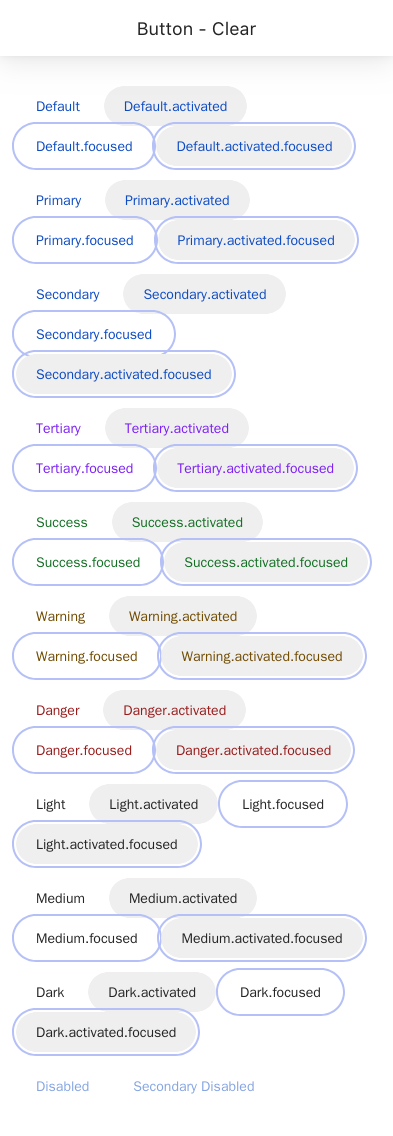 Button - Clear
Default Default.activated
Default.focused Default.activated.focused
Primary Primary.activated
Primary.focused Primary.activated.focused
Secondary Secondary.activated
Secondary.focused
Secondary.activated.focused
Tertiary Tertiary.activated
Tertiary.focused Tertiary.activated.focused
Success Success.activated
Success.focused Success.activated.focused
Warning Warning.activated
Warning.focused Warning.activated.focused
Danger Danger.activated
Danger.focused Danger.activated.focused
Light Light.activated Light.focused
Light.activated.focused
Medium Medium.activated
Medium.focused Medium.activated.focused
Dark Dark.activated Dark.focused
Dark.activated.focused
Disabled Secondary Disabled